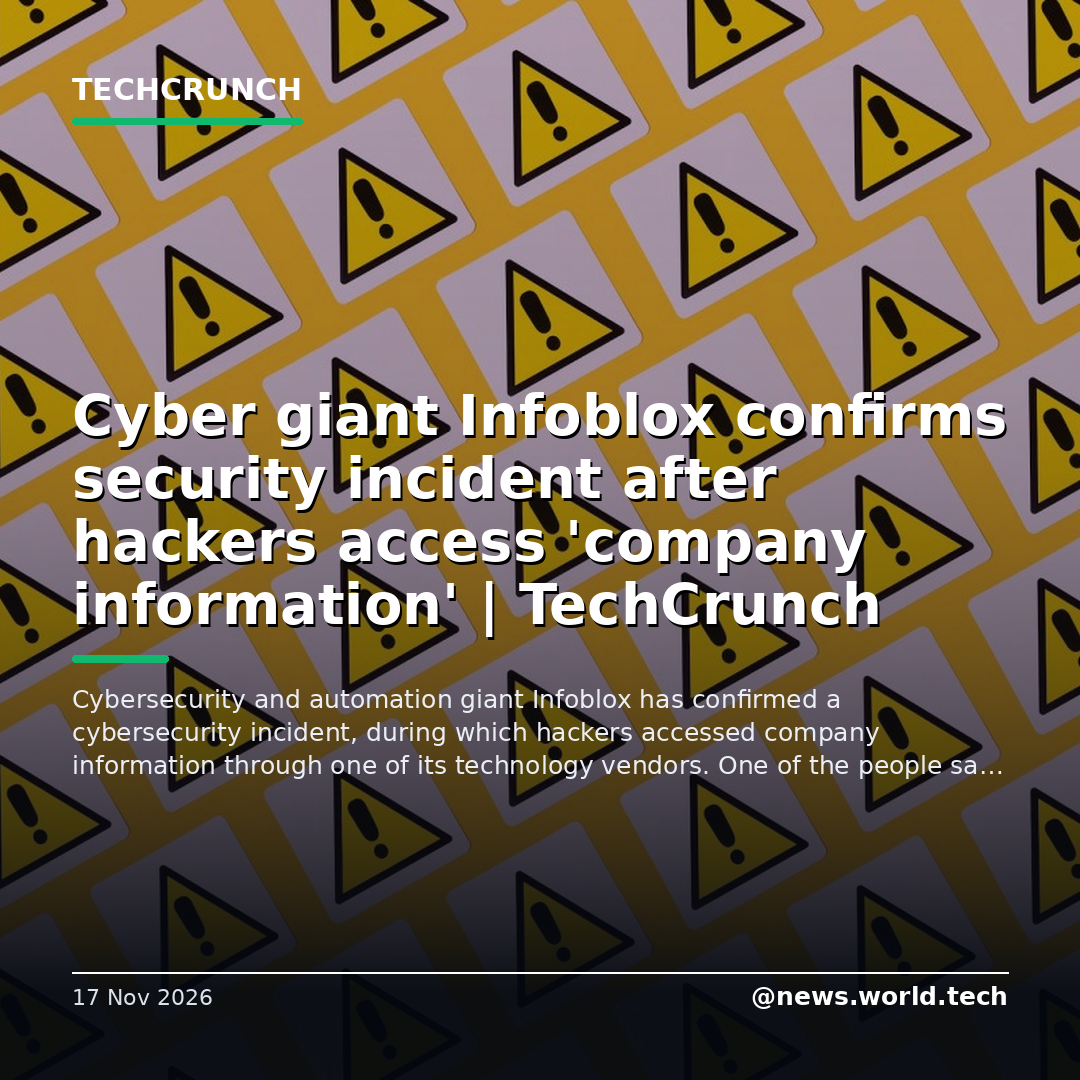 TECHCRUNCH
Cyber giant Infoblox confirms
security incident after
hackers access 'company
information' | TechCrunch
Cybersecurity and automation giant Infoblox has confirmed a
cybersecurity incident, during which hackers accessed company
information through one of its technology vendors. One of the people sa…
17 Nov 2026
@news.world.tech